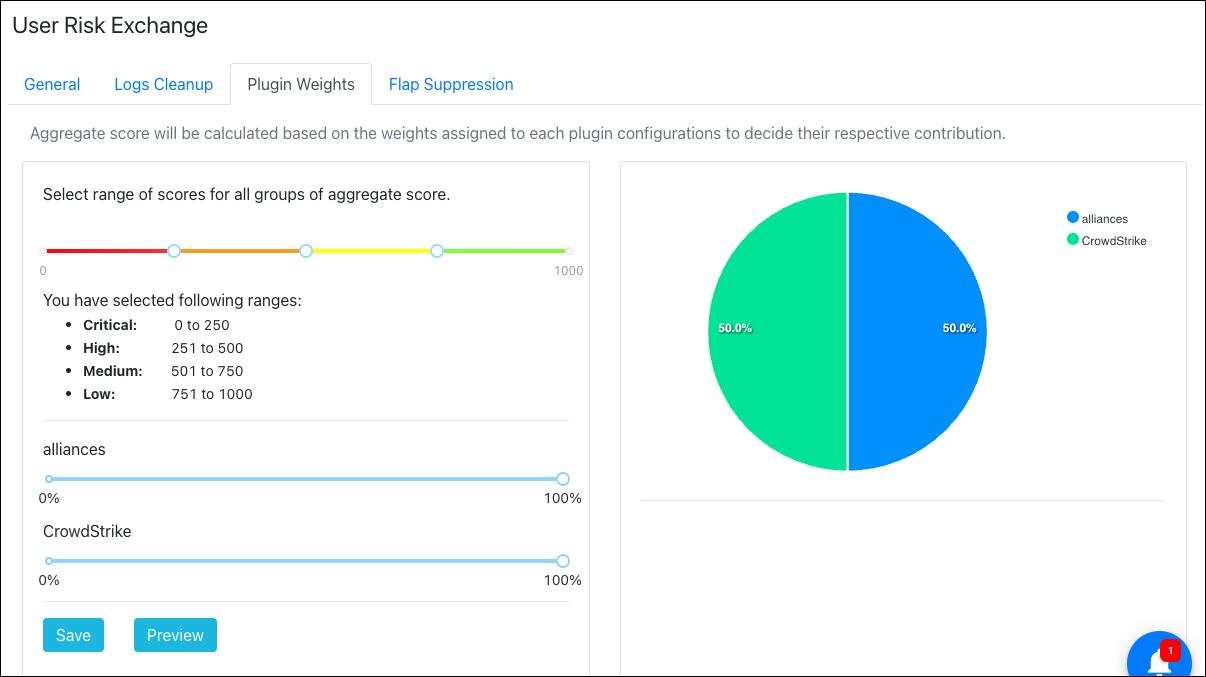 User Risk Exchange
General Logs Cleanup Plugin Weights Flap Suppression
Aggregate score will be calculated based on the weights assigned to each plugin configurations to decide their respective contribution.
Select range of scores for all groups of aggregate score.
0 1000
You have selected following ranges:
Critical: 0 to 250
High: 251 to 500
Medium: 501 to 750
Low: 751 to 1000
alliances
0% 100%
CrowdStrike
0% 100%
Save Preview
alliances
CrowdStrike
50.0% 50.0%
1